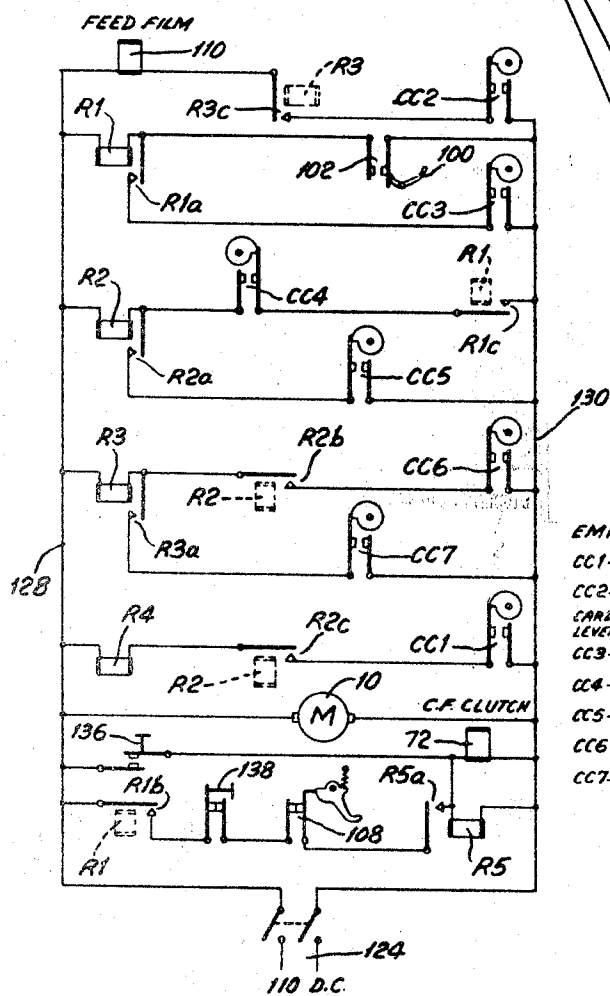 FEED FILM
110
R3
CC2
R3c
R1
102
100
R1a
CC3
R1
R2
CC4
R1c
R2a
CC5
130
R3
R2b
CC6
R2
R3a
CC7
128
CC1-
CC2-
LEVE
CC3-
CC4-
CC5-
CC6
CC7-
R4
R2c
CC1
R2
10
M
C.F. CLUTCH
136
72
R1b
138
R5a
108
R1
R5
124
110 D.C.